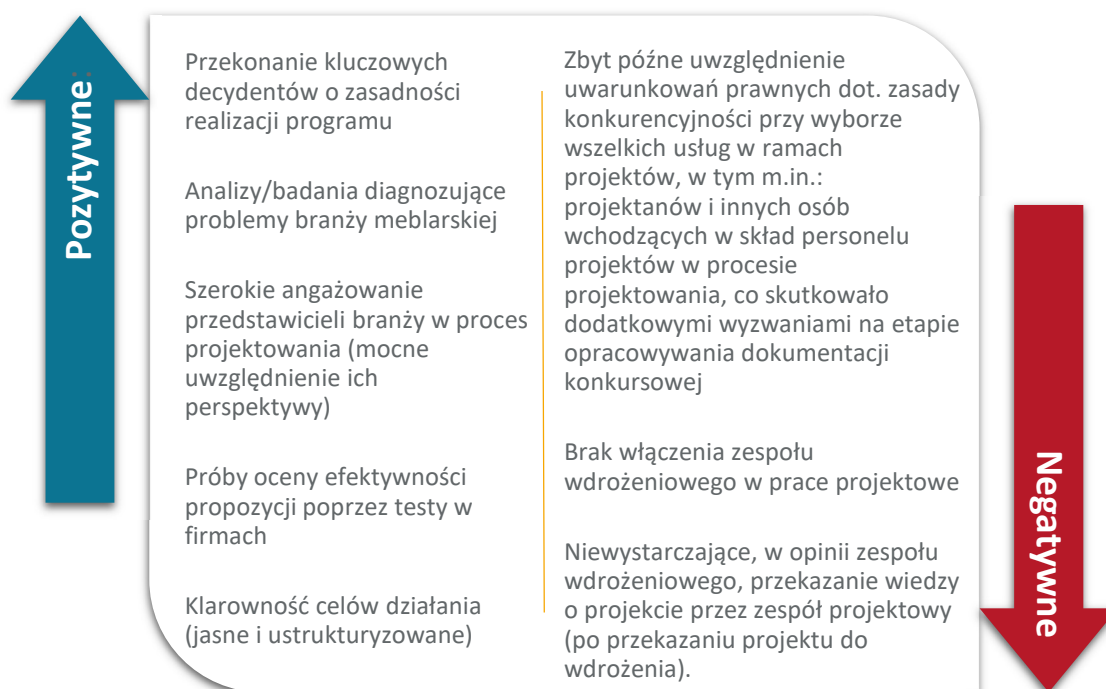 Pozytywne:
Przekonanie kluczowych
decydentów o zasadności
realizacji programu
Analizy/badania diagnozujące
problemy branży meblarskiej
Szerokie angażowanie
przedstawicieli branży w proces
projektowania (mocne
uwzględnienie ich
perspektywy)
Próby oceny efektywności
propozycji poprzez testy w
firmach
Klarowność celów działania
(jasne i ustrukturyzowane)
Zbyt późne uwzględnienie
uwarunkowań prawnych dot. zasady
konkurencyjności przy wyborze
wszelkich usług w ramach
projektów, w tym m.in.:
projektanów i innych osób
wchodzących w skład personelu
projektów w procesie
projektowania, co skutkowało
dodatkowymi wyzwaniami na etapie
opracowywania dokumentacji
konkursowej
Brak włączenia zespołu
wdrożeniowego w prace projektowe
Niewystarczające, w opinii zespołu
wdrożeniowego, przekazanie wiedzy
o projekcie przez zespół projektowy
(po przekazaniu projektu do
wdrożenia).
Negatywne